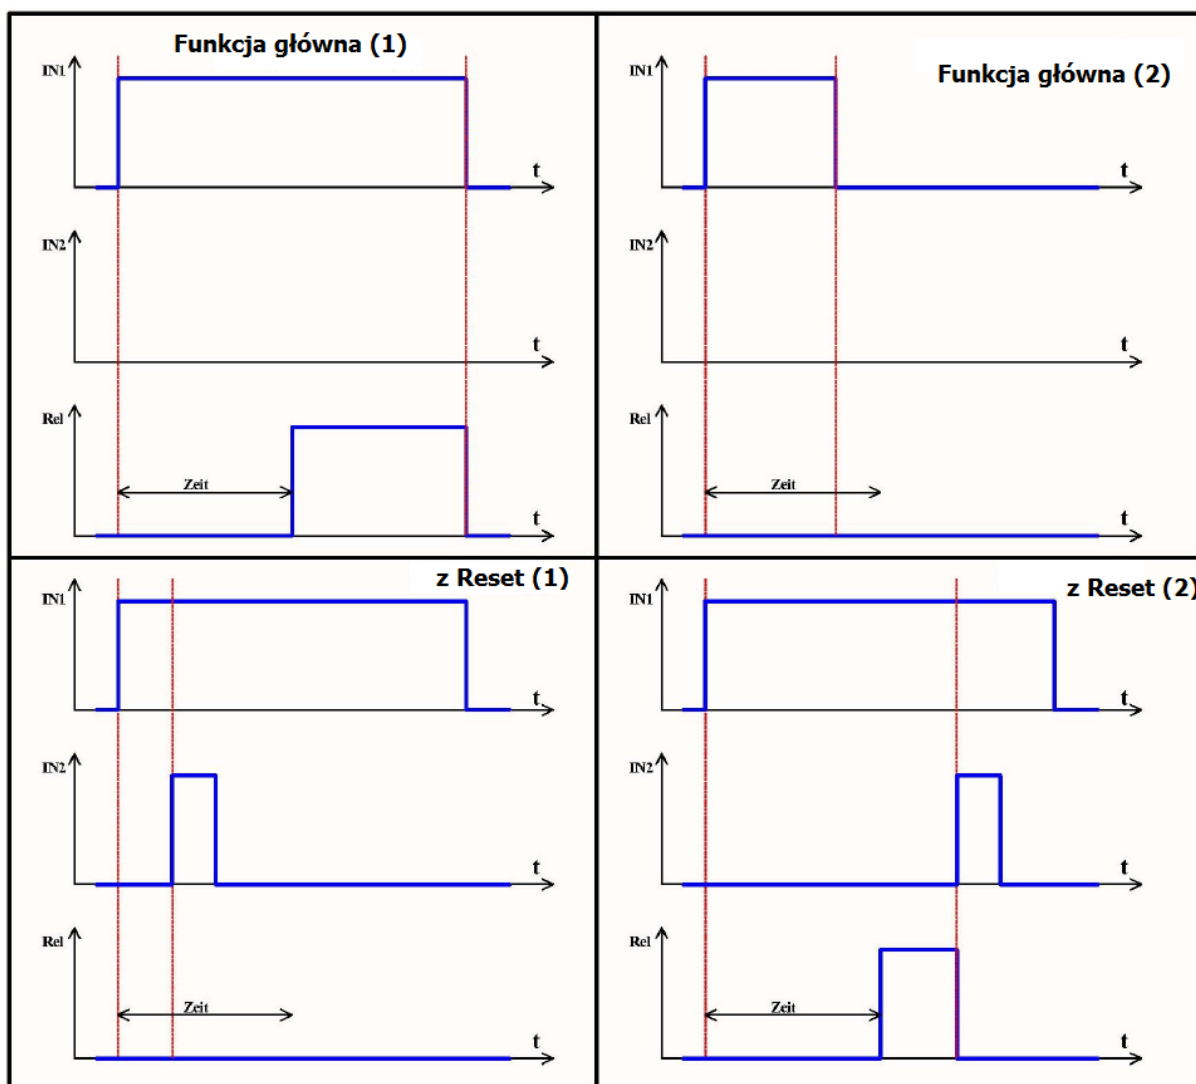 Funkcja główna (1)
IN1
t
IN2
t
Rel
Zeit
t
Funkcja główna (2)
IN1
t
IN2
t
Rel
Zeit
t
z Reset (1)
IN1
t
IN2
t
Rel
Zeit
t
z Reset (2)
IN1
t
IN2
t
Rel
Zeit
t